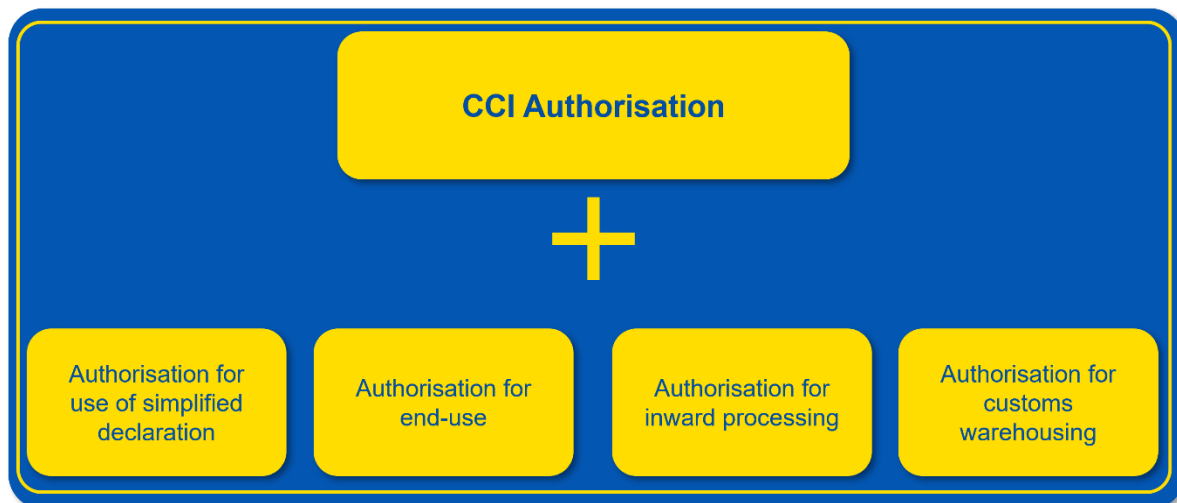 CCI Authorisation
+
Authorisation for
use of simplified
declaration
Authorisation for
end-use
Authorisation for
inward processing
Authorisation for
customs
warehousing